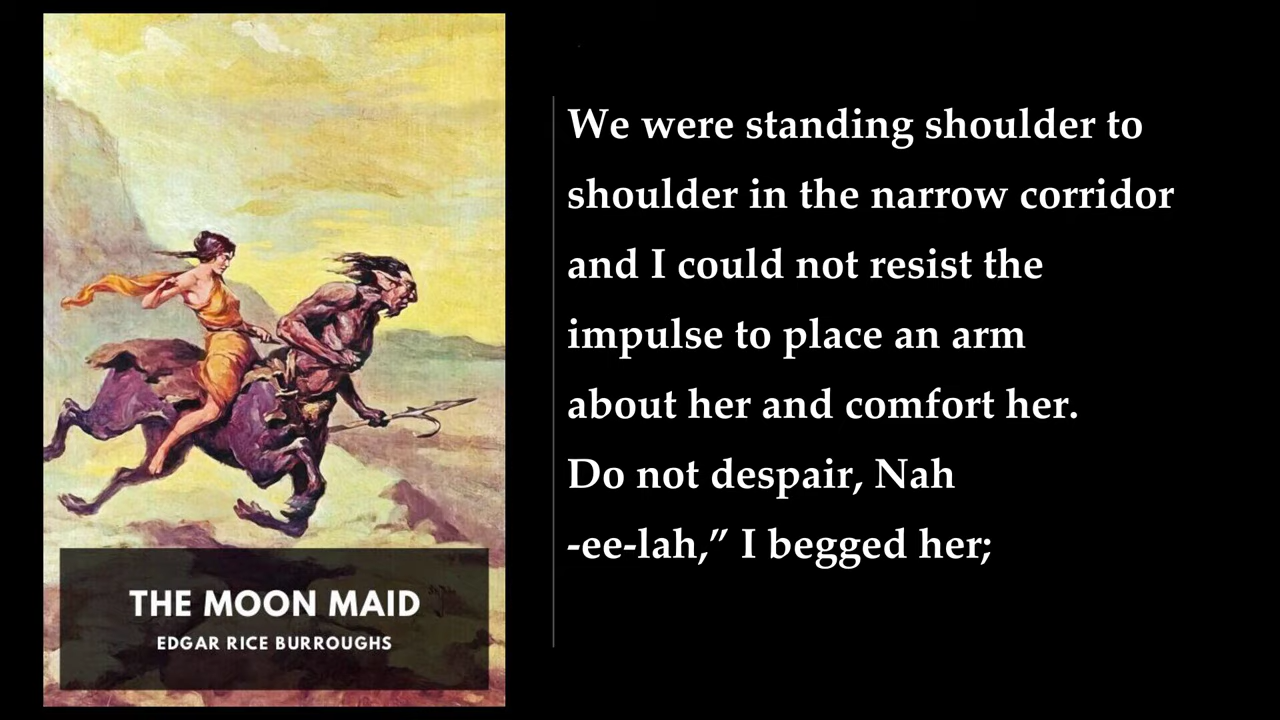 THE MOON MAID
EDGAR RICE BURROUGHS
We were standing shoulder to
shoulder in the narrow corridor
and I could not resist the
impulse to place an arm
about her and comfort her.
Do not despair, Nah
-ee-lah,” I begged her;